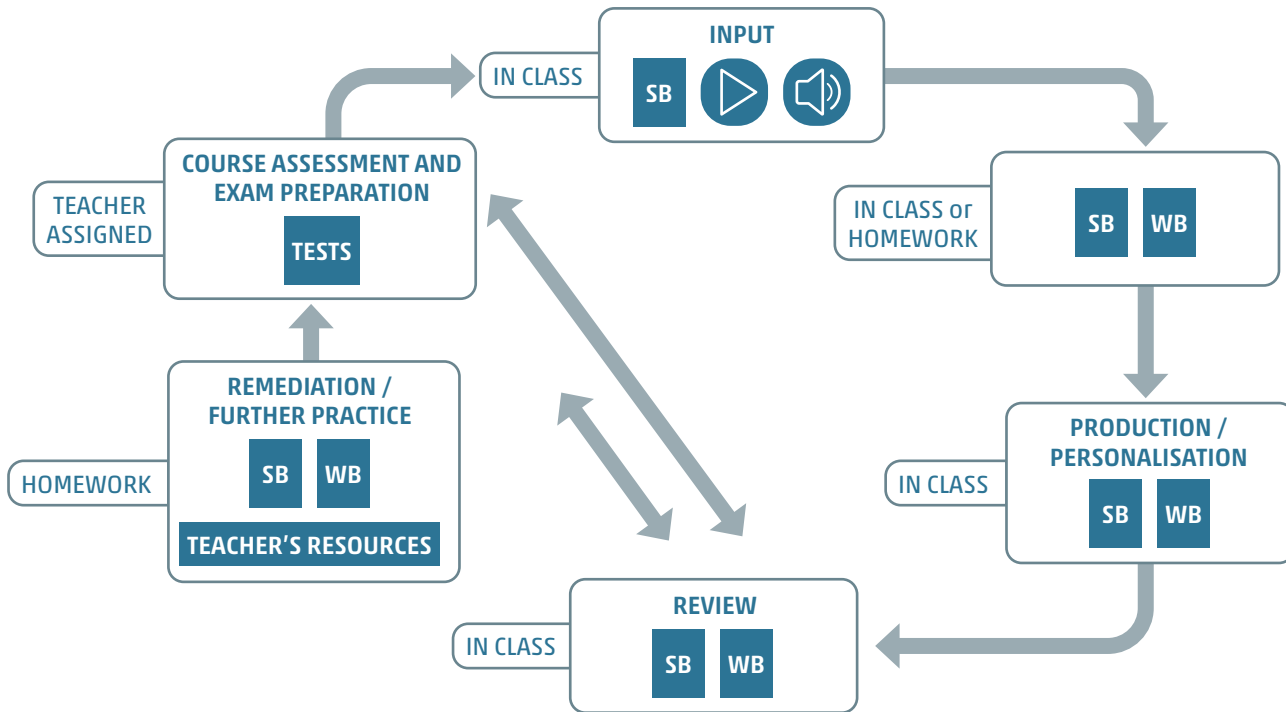 INPUT
IN CLASS
SB
IN CLASS or
HOMEWORK
SB WB
PRODUCTION /
PERSONALISATION
IN CLASS
SB WB
REVIEW
IN CLASS
SB WB
REMEDIATION /
FURTHER PRACTICE
HOMEWORK
SB WB
TEACHER'S RESOURCES
COURSE ASSESSMENT AND
EXAM PREPARATION
TEACHER
ASSIGNED
TESTS